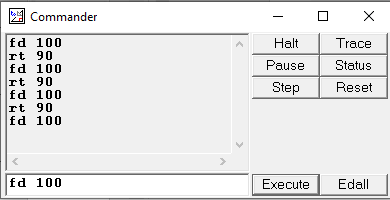 Commander
fd 100
rt 90
fd 100
rt 90
fd 100
rt 90
fd 100
fd 100
Halt
Trace
Pause
Status
Step
Reset
Execute
Edall